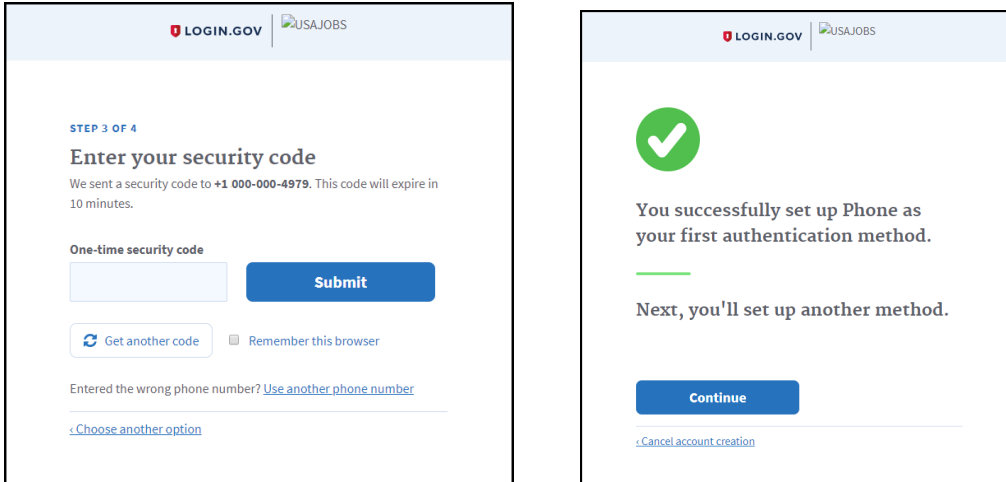 LOGIN.GOV USAJOBS
STEP 3 OF 4
Enter your security code
We sent a security code to +1 000-000-4979. This code will expire in
10 minutes.
One-time security code
Submit
Get another code Remember this browser
Entered the wrong phone number? Use another phone number
‹ Choose another option
LOGIN.GOV USAJOBS
You successfully set up Phone as
your first authentication method.
Next, you'll set up another method.
Continue
‹ Cancel account creation